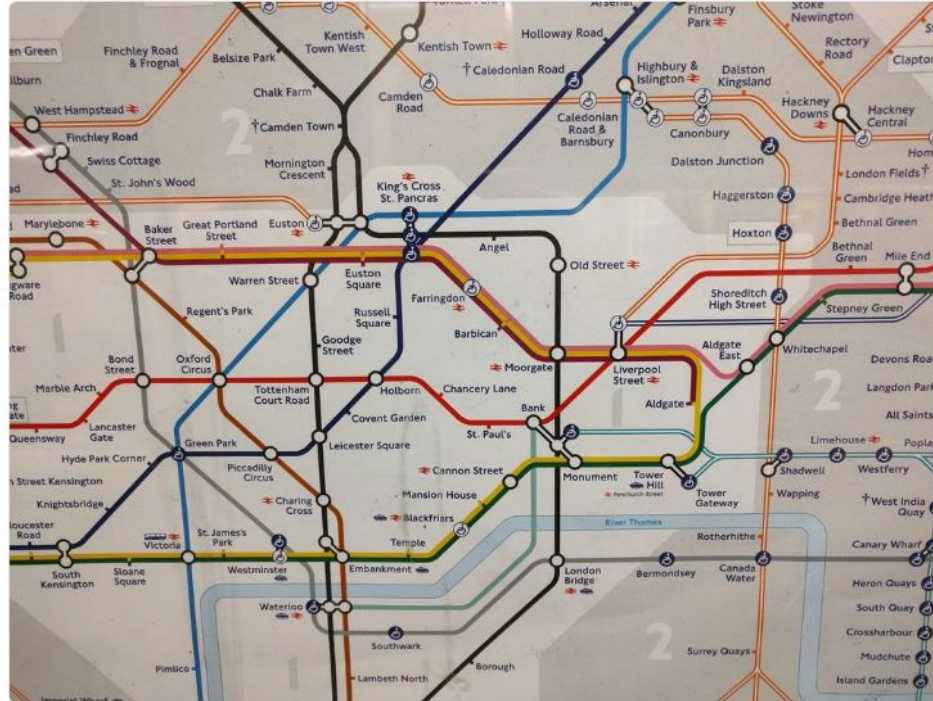 Finsbury
Park
Stoke
Newington
Holloway Road
Rectory
Road
Kentish
Town West
Kentish Town
Belsize Park
Finchley Road
& Frognal
†Caledonian Road
Highbury &
Islington
Dalston
Kingsland
Chalk Farm
Camden
Road
Caledonian
Road &
Barnsbury
Canonbury
Hackney
Downs
Hackney
Central
West Hampstead
2
†Camden Town
Finchley Road
Swiss Cottage
Dalston Junction
Mornington
Crescent
St. John's Wood
King's Cross
St. Pancras
London Fields†
Haggerston
Cambridge Heath
Marylebone
Baker
Street
Great Portland
Street
Euston
Hoxton
Bethnal Green
Angel
Old Street
Bethnal
Green
Mile End
Warren Street
Euston
Square
Farringdon
Shoreditch
High Street
Stepney Green
Regent's Park
Russell
Square
Barbican
Goodge
Street
Moorgate
Liverpool
Street
Aldgate
East
Whitechapel
Bond
Street
Oxford
Circus
Marble Arch
Tottenham
Court Road
Holborn
Chancery Lane
Aldgate
1
2
Lancaster
Gate
Queensway
Covent Garden
Bank
St. Paul's
All Saints
Hyde Park Corner
Green Park
Piccadilly
Circus
Leicester Square
Limehouse
Cannon Street
Monument
Tower
Hill
Fenchurch Street
Tower
Gateway
Shadwell
Westferry
Knightsbridge
Charing
Cross
Mansion House
Blackfriars
Wapping
†West India
Quay
Victoria
St. James's
Park
Temple
River Thames
Rotherhithe
Canary Wharf
South
Kensington
Sloane
Square
Westminster
Embankment
London
Bridge
Bermondsey
Canada
Water
Heron Quays
Waterloo
South Quay
Southwark
2
Crossharbour
Surrey Quays
Mudchute
Pimlico
Lambeth North
Borough
Island Gardens